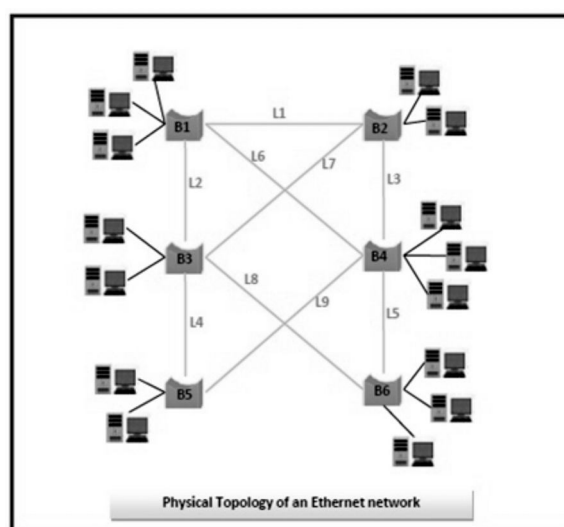 B1
L1
B2
L6
L7
L2
L3
B3
B4
L8
L9
L4
L5
B5
B6
Physical Topology of an Ethernet network